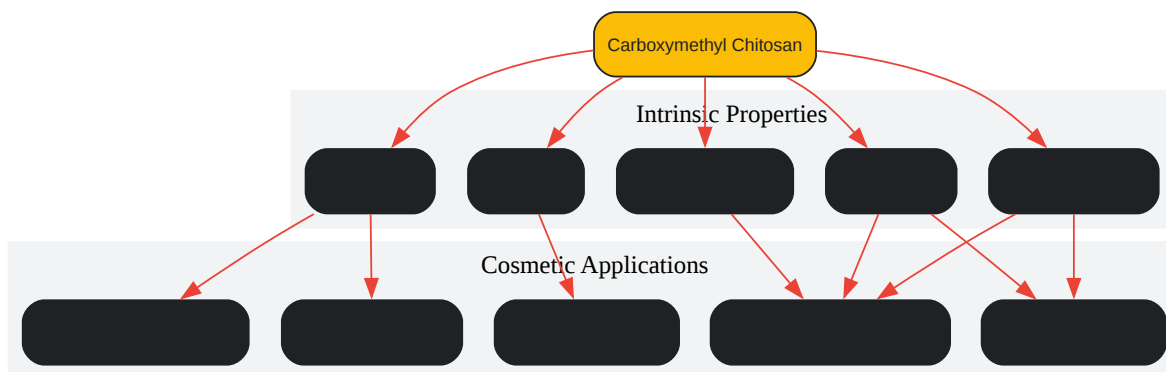 Carboxymethyl Chitosan
Intrinsic Properties
Cosmetic Applications